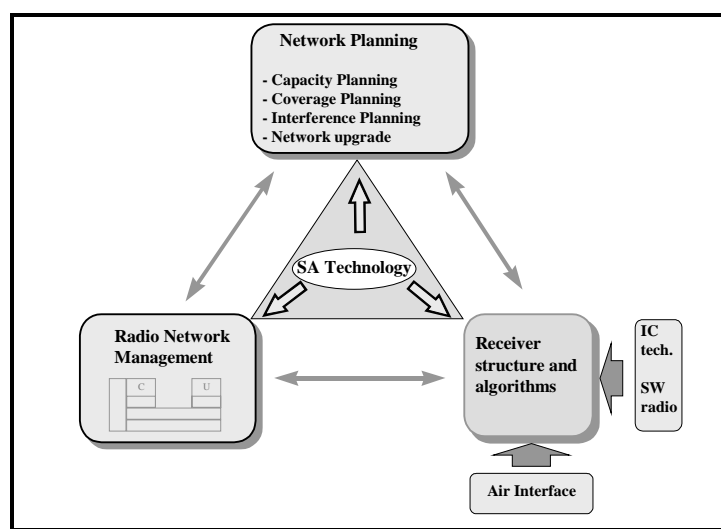 Network Planning
- Capacity Planning
- Coverage Planning
- Interference Planning
- Network upgrade
SA Technology
Radio Network
Management
C U
Receiver
structure and
algorithms
IC
tech.
SW
radio
Air Interface